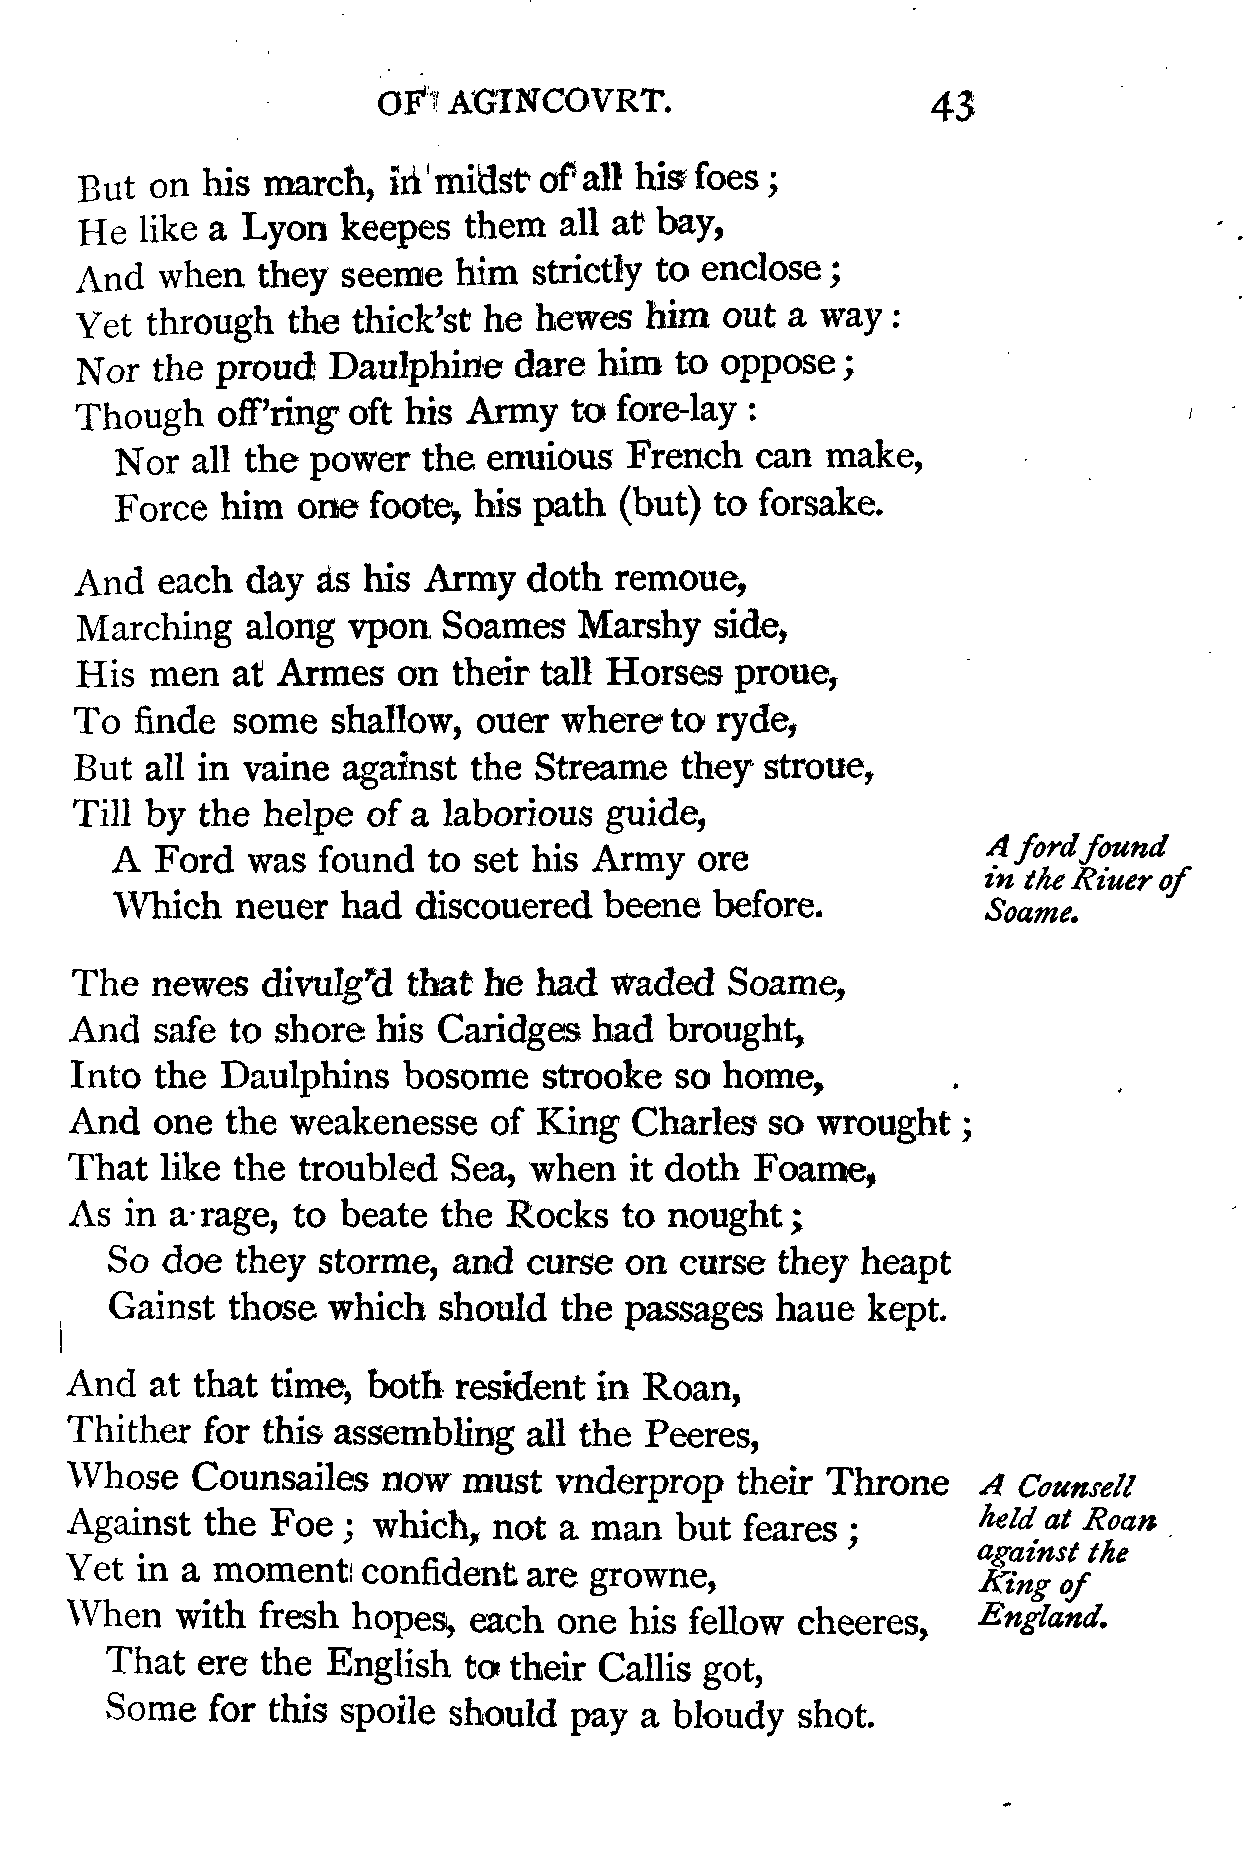 OF AGINCOVRT. 43
But on his march, in midst of all his foes ;
He like a Lyon keepes them all at bay,
And when they seeme him strictly to enclose ;
Yet through the thick'st he hewes him out a way :
Nor the proud Daulphine dare him to oppose ;
Though off'ring oft his Army to fore-lay :
Nor all the power the enuious French can make,
Force him one foote, his path (but) to forsake.
And each day as his Army doth remoue,
Marching along vpon Soames Marshy side,
His men at Armes on their tall Horses proue,
To finde some shallow, ouer where to ryde,
But all in vaine against the Streame they stroue,
Till by the helpe of a laborious guide,
A Ford was found to set his Army ore
Which neuer had discouered beene before.
A ford found
in the Riuer of
Soame.
The newes divulg'd that he had waded Soame,
And safe to shore his Caridges had brought,
Into the Daulphins bosome strooke so home,
And one the weakenesse of King Charles so wrought ;
That like the troubled Sea, when it doth Foame,
As in a rage, to beate the Rocks to nought ;
So doe they storme, and curse on curse they heapt
Gainst those which should the passages haue kept.
And at that time, both resident in Roan,
Thither for this assembling all the Peeres,
Whose Counsailes now must vnderprop their Throne
Against the Foe ; which, not a man but feares ;
Yet in a moment confident are growne,
When with fresh hopes, each one his fellow cheeres,
That ere the English to their Callis got,
Some for this spoile should pay a bloudy shot.
A Counsell
held at Roan
against the
King of
England.